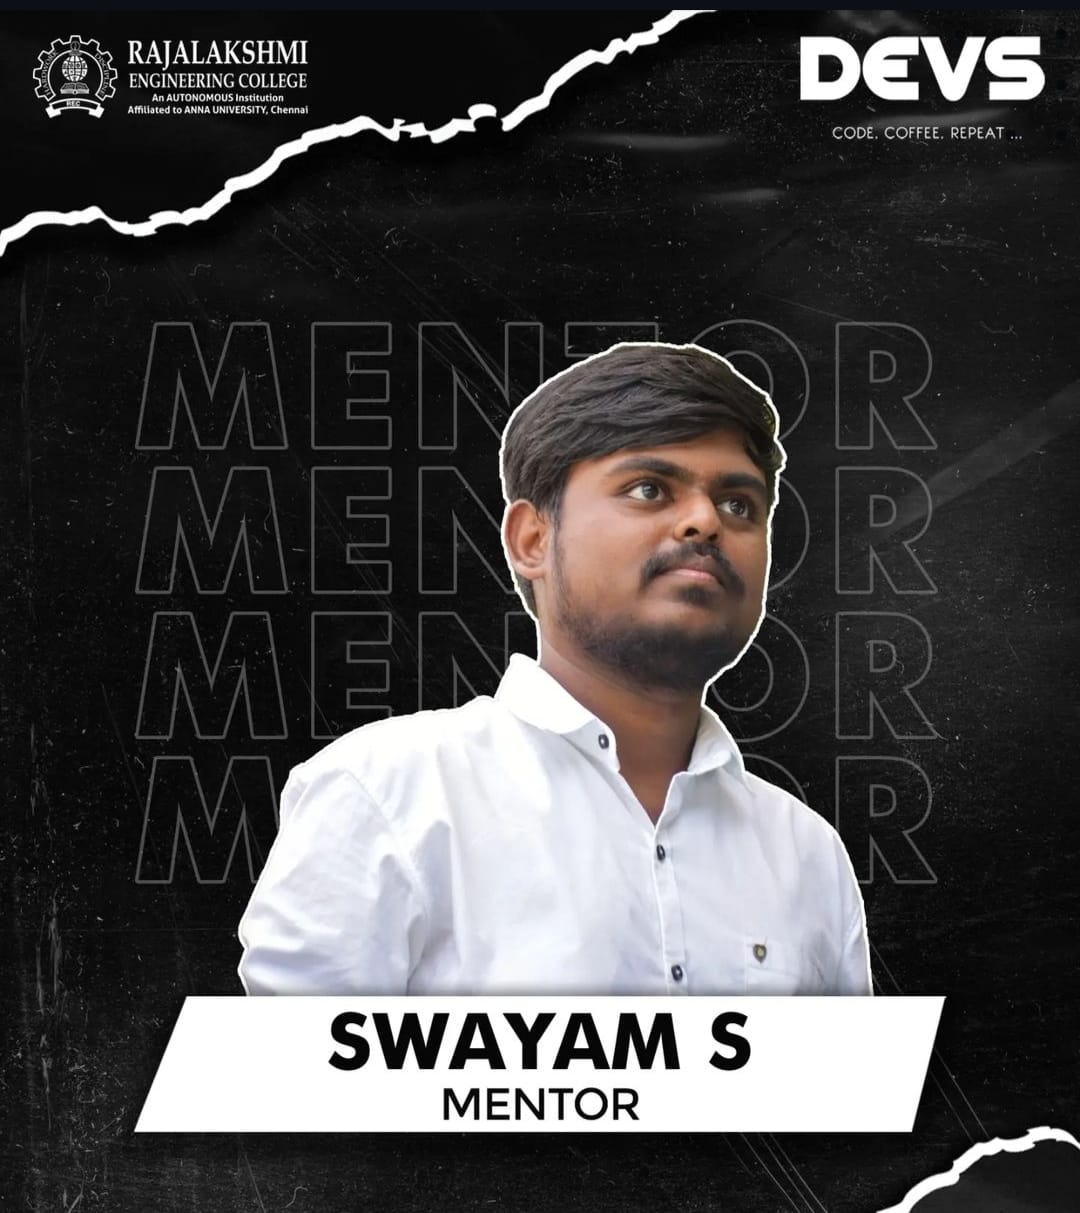 RAJALAKSHMI
ENGINEERING COLLEGE
An AUTONOMOUS Institution
Affiliated to ANNA UNIVERSITY, Chennai
REC
DEVS
CODE. COFFEE. REPEAT ...
MENTOR
MENTOR
MENTOR
MENTOR
SWAYAM S
MENTOR